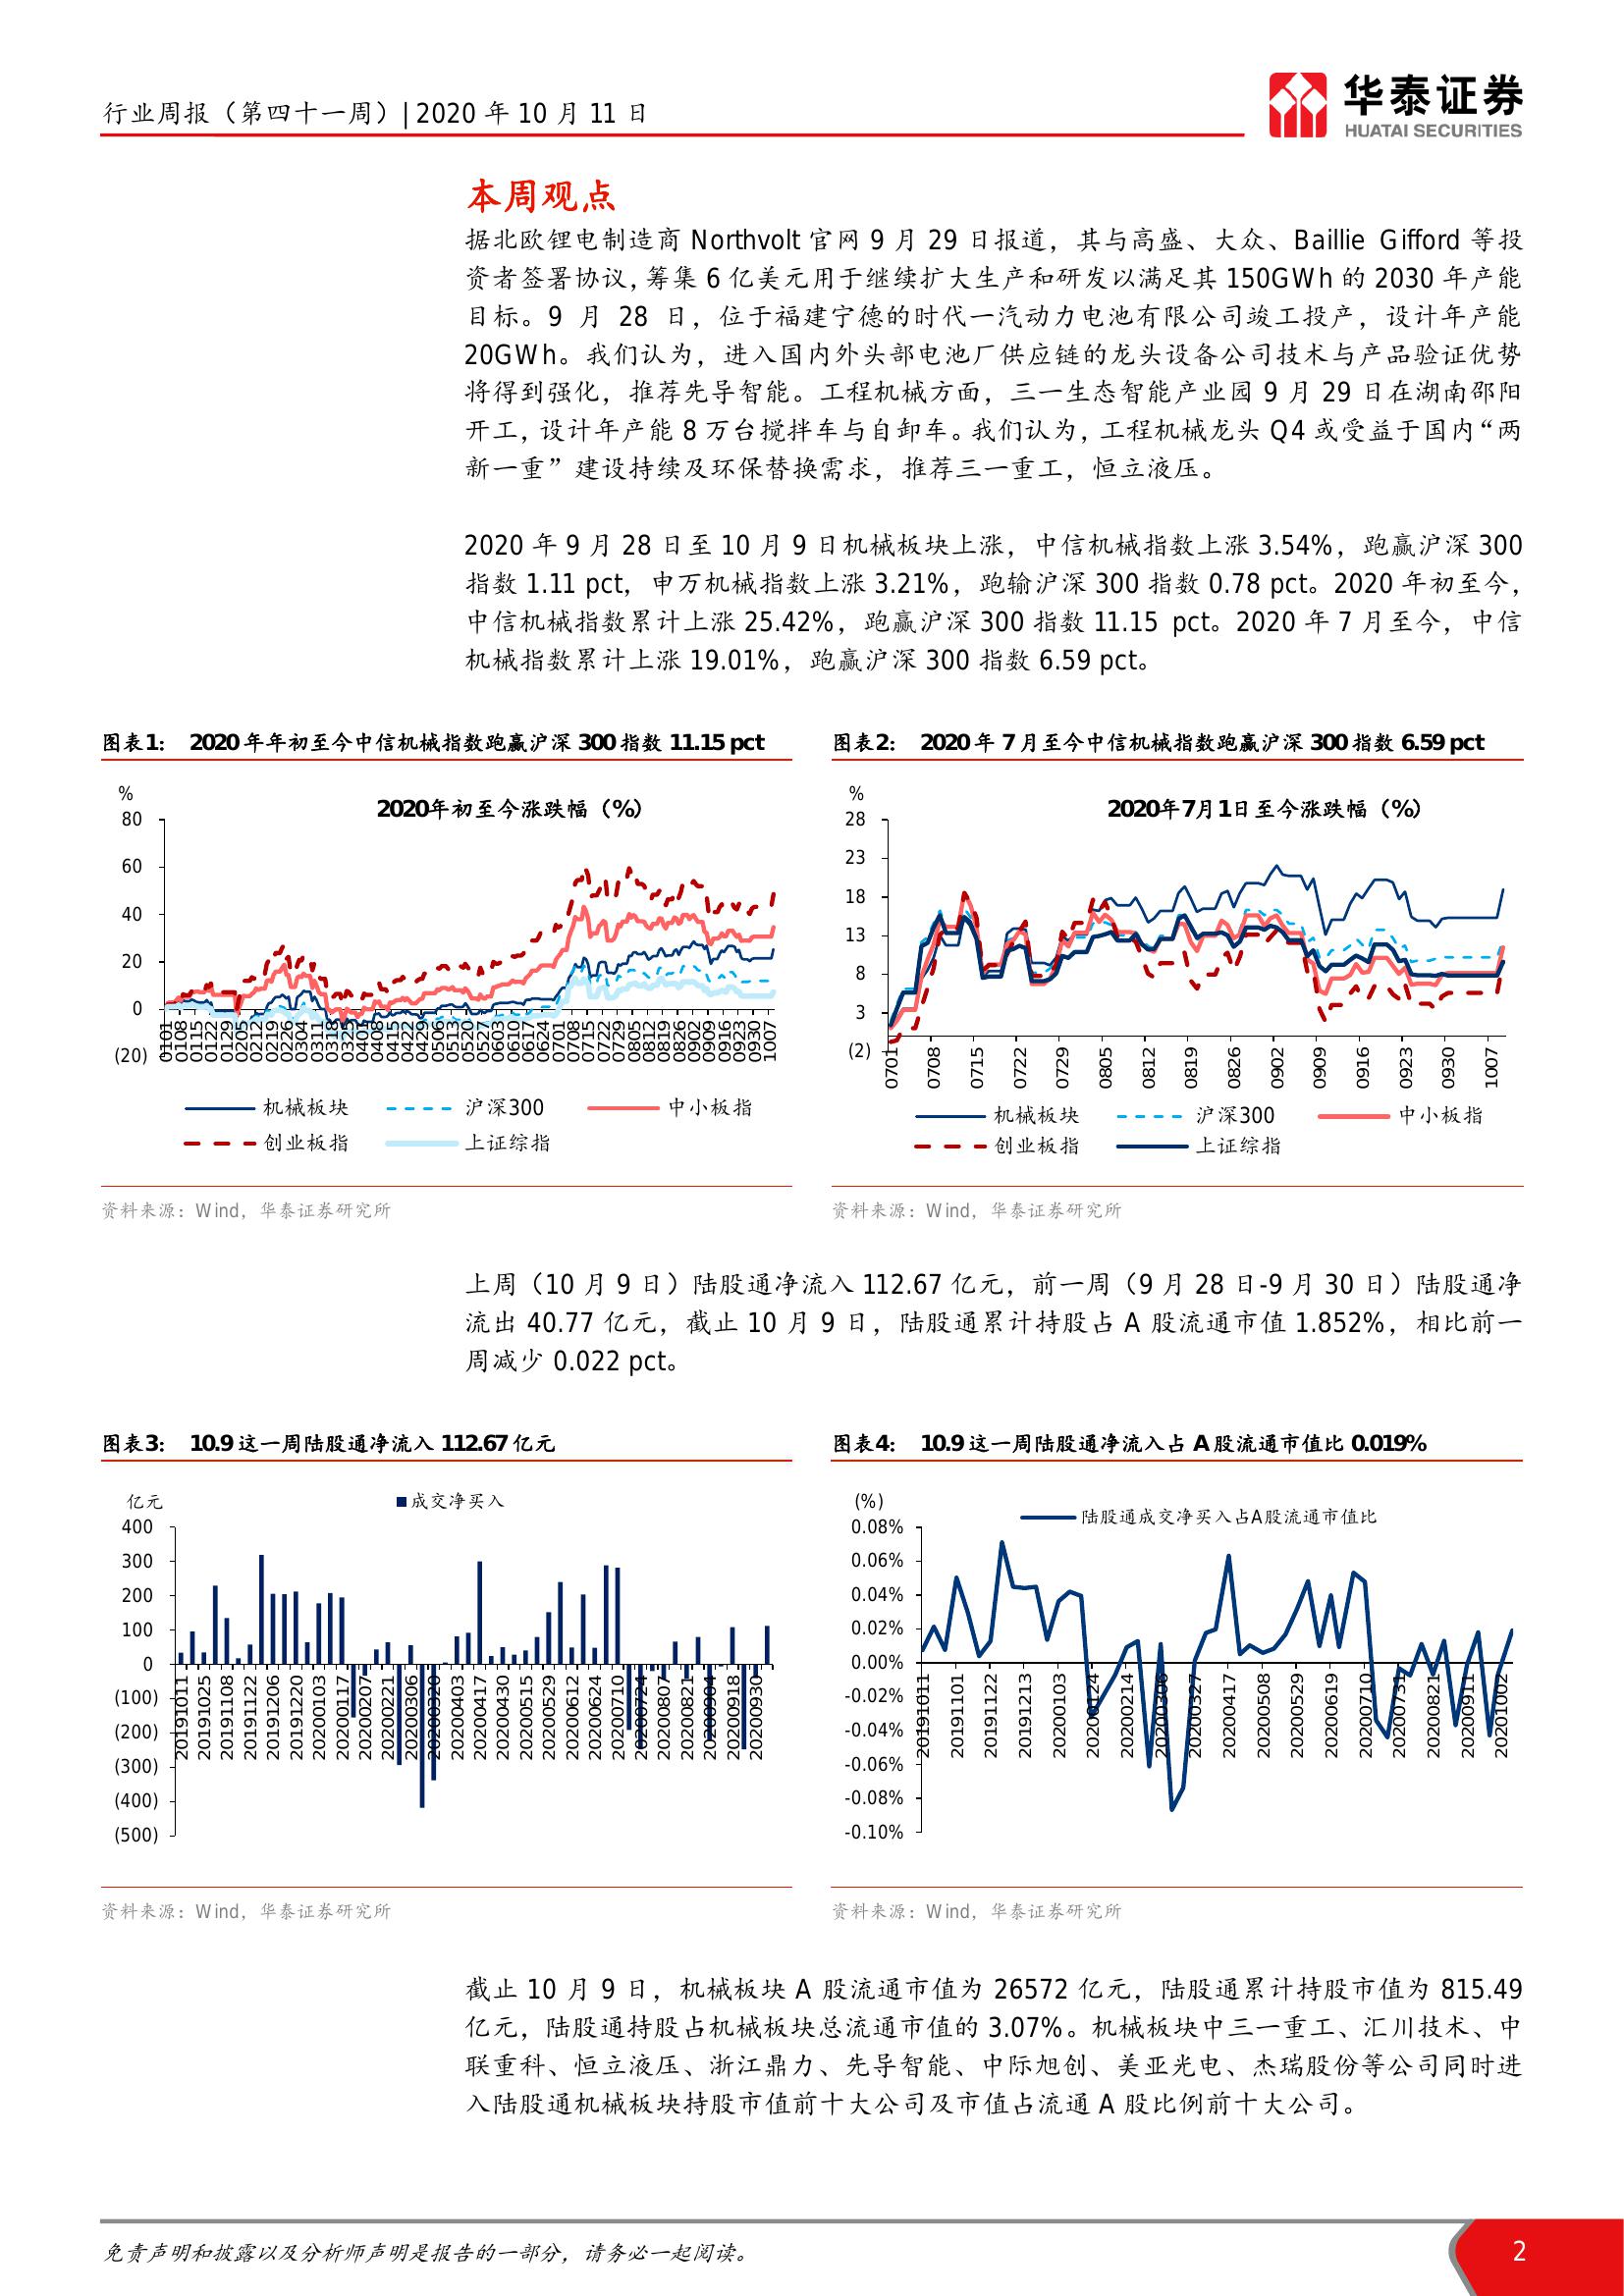 行业周报（第四十一周）|2020 年 10 月 11 日
华泰证券
HUATAI SECURITIES
本周观点
据北欧锂电制造商 Northvolt 官网 9 月 29 日报道，其与高盛、大众、Baillie Gifford 等投
资者签署协议，筹集 6 亿美元用于继续扩大生产和研发以满足其 150GWh 的 2030 年产能
目标。9 月 28 日，位于福建宁德的时代一汽动力电池有限公司竣工投产，设计年产能
20GWh。我们认为，进入国内外头部电池厂供应链的龙头设备公司技术与产品验证优势
将得到强化，推荐先导智能。工程机械方面，三一生态智能产业园 9 月 29 日在湖南邵阳
开工，设计年产能 8 万台搅拌车与自卸车。我们认为，工程机械龙头 Q4 或受益于国内“两
新一重”建设持续及环保替换需求，推荐三一重工，恒立液压。
2020 年 9 月 28 日至 10 月 9 日机械板块上涨，中信机械指数上涨 3.54%，跑赢沪深 300
指数 1.11 pct，申万机械指数上涨 3.21%，跑输沪深 300 指数 0.78 pct。2020 年初至今，
中信机械指数累计上涨 25.42%，跑赢沪深 300 指数 11.15 pct。2020 年 7 月至今，中信
机械指数累计上涨 19.01%，跑赢沪深 300 指数 6.59 pct。
图表1： 2020 年年初至今中信机械指数跑赢沪深 300 指数 11.15 pct
%
2020年初至今涨跌幅（%）
80
60
40
20
0
(20)
0101 0108 0115 0122 0129 0205 0212 0219 0226 0304 0311 0318 0325 0401 0408 0415 0422 0429 0506 0513 0520 0527 0603 0610 0617 0624 0701 0708 0715 0722 0729 0805 0812 0819 0826 0902 0909 0916 0923 0930 1007
机械板块 沪深300 中小板指
创业板指 上证综指
资料来源：Wind，华泰证券研究所
图表2： 2020 年 7 月至今中信机械指数跑赢沪深 300 指数 6.59 pct
%
2020年7月1日至今涨跌幅（%）
28
23
18
13
8
3
(2)
0701 0708 0715 0722 0729 0805 0812 0819 0826 0902 0909 0916 0923 0930 1007
机械板块 沪深300 中小板指
创业板指 上证综指
资料来源：Wind，华泰证券研究所
上周（10 月 9 日）陆股通净流入 112.67 亿元，前一周（9 月 28 日-9 月 30 日）陆股通净
流出 40.77 亿元，截止 10 月 9 日，陆股通累计持股占 A 股流通市值 1.852%，相比前一
周减少 0.022 pct。
图表3： 10.9 这一周陆股通净流入 112.67 亿元
亿元
成交净买入
400
300
200
100
0
(100)
(200)
(300)
(400)
(500)
20191011 20191025 20191108 20191122 20191206 20191220 20200103 20200117 20200207 20200221 20200306 20200320 20200403 20200417 20200430 20200515 20200529 20200612 20200624 20200710 20200724 20200807 20200821 20200904 20200918 20200930
资料来源：Wind，华泰证券研究所
图表4： 10.9 这一周陆股通净流入占 A 股流通市值比 0.019%
(%)
陆股通成交净买入占A股流通市值比
0.08%
0.06%
0.04%
0.02%
0.00%
-0.02%
-0.04%
-0.06%
-0.08%
-0.10%
20191011 20191101 20191122 20191213 20200103 20200124 20200214 20200306 20200327 20200417 20200508 20200529 20200619 20200710 20200731 20200821 20200911 20201002
资料来源：Wind，华泰证券研究所
截止 10 月 9 日，机械板块 A 股流通市值为 26572 亿元，陆股通累计持股市值为 815.49
亿元，陆股通持股占机械板块总流通市值的 3.07%。机械板块中三一重工、汇川技术、中
联重科、恒立液压、浙江鼎力、先导智能、中际旭创、美亚光电、杰瑞股份等公司同时进
入陆股通机械板块持股市值前十大公司及市值占流通 A 股比例前十大公司。
免责声明和披露以及分析师声明是报告的一部分，请务必一起阅读。
2